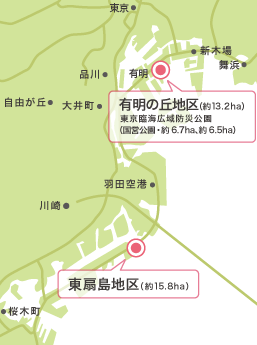 東京
新木場
舞浜
品川
有明
自由が丘
大井町
有明の丘地区(約13.2ha)
東京臨海広域防災公園
(国営公園・約6.7ha、約6.5ha)
羽田空港
川崎
東扇島地区(約15.8ha)
桜木町